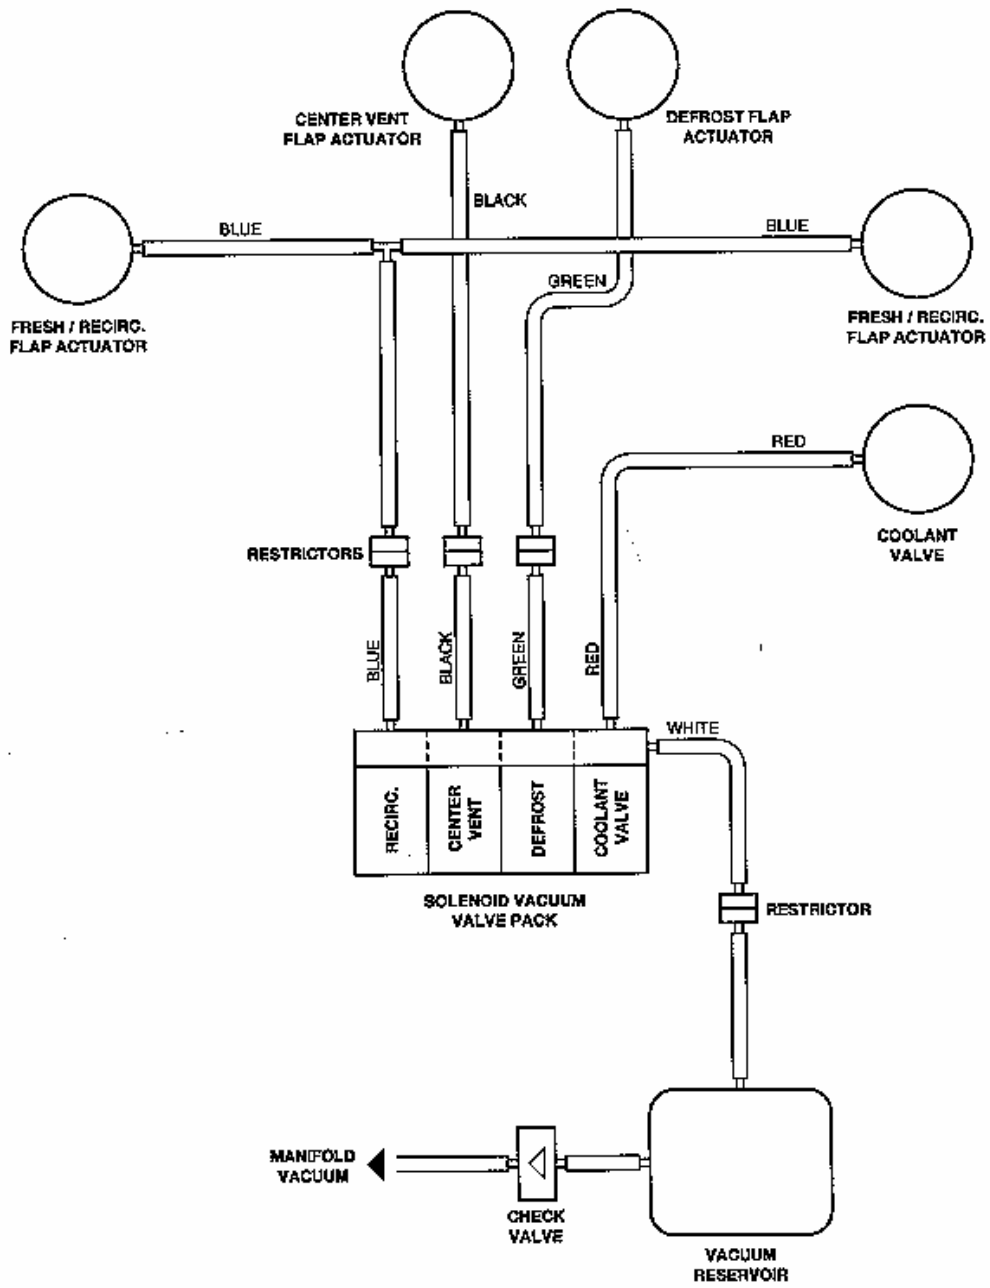 CENTER VENT
FLAP ACTUATOR
DEFROST FLAP
ACTUATOR
BLACK
BLUE
BLUE
GREEN
FRESH / RECIRC.
FLAP ACTUATOR
FRESH / RECIRC.
FLAP ACTUATOR
RED
COOLANT
VALVE
RESTRICTORS
BLUE
BLACK
GREEN
RED
WHITE
RECIRC.
CENTER
VENT
DEFROST
COOLANT
VALVE
SOLENOID VACUUM
VALVE PACK
RESTRICTOR
MANIFOLD
VACUUM
CHECK
VALVE
VACUUM
RESERVOIR